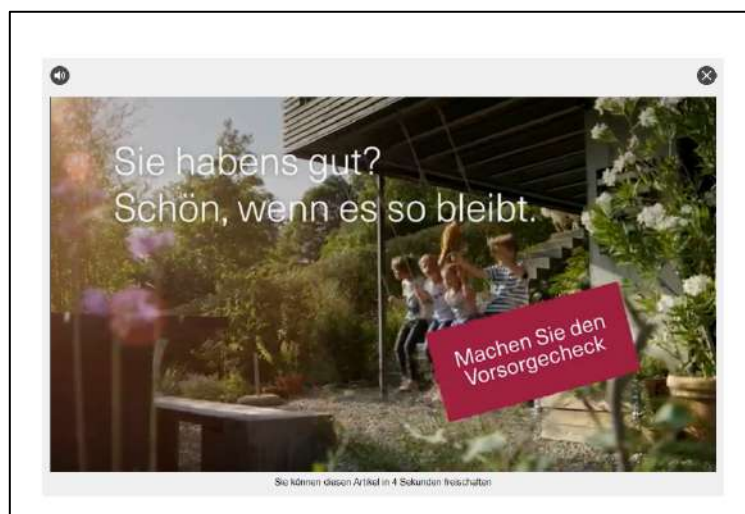 Sie habens gut?
Schön, wenn es so bleibt.
Machen Sie den
Vorsorgecheck
Sie können diesen Artikel in 4 Sekunden freischalten